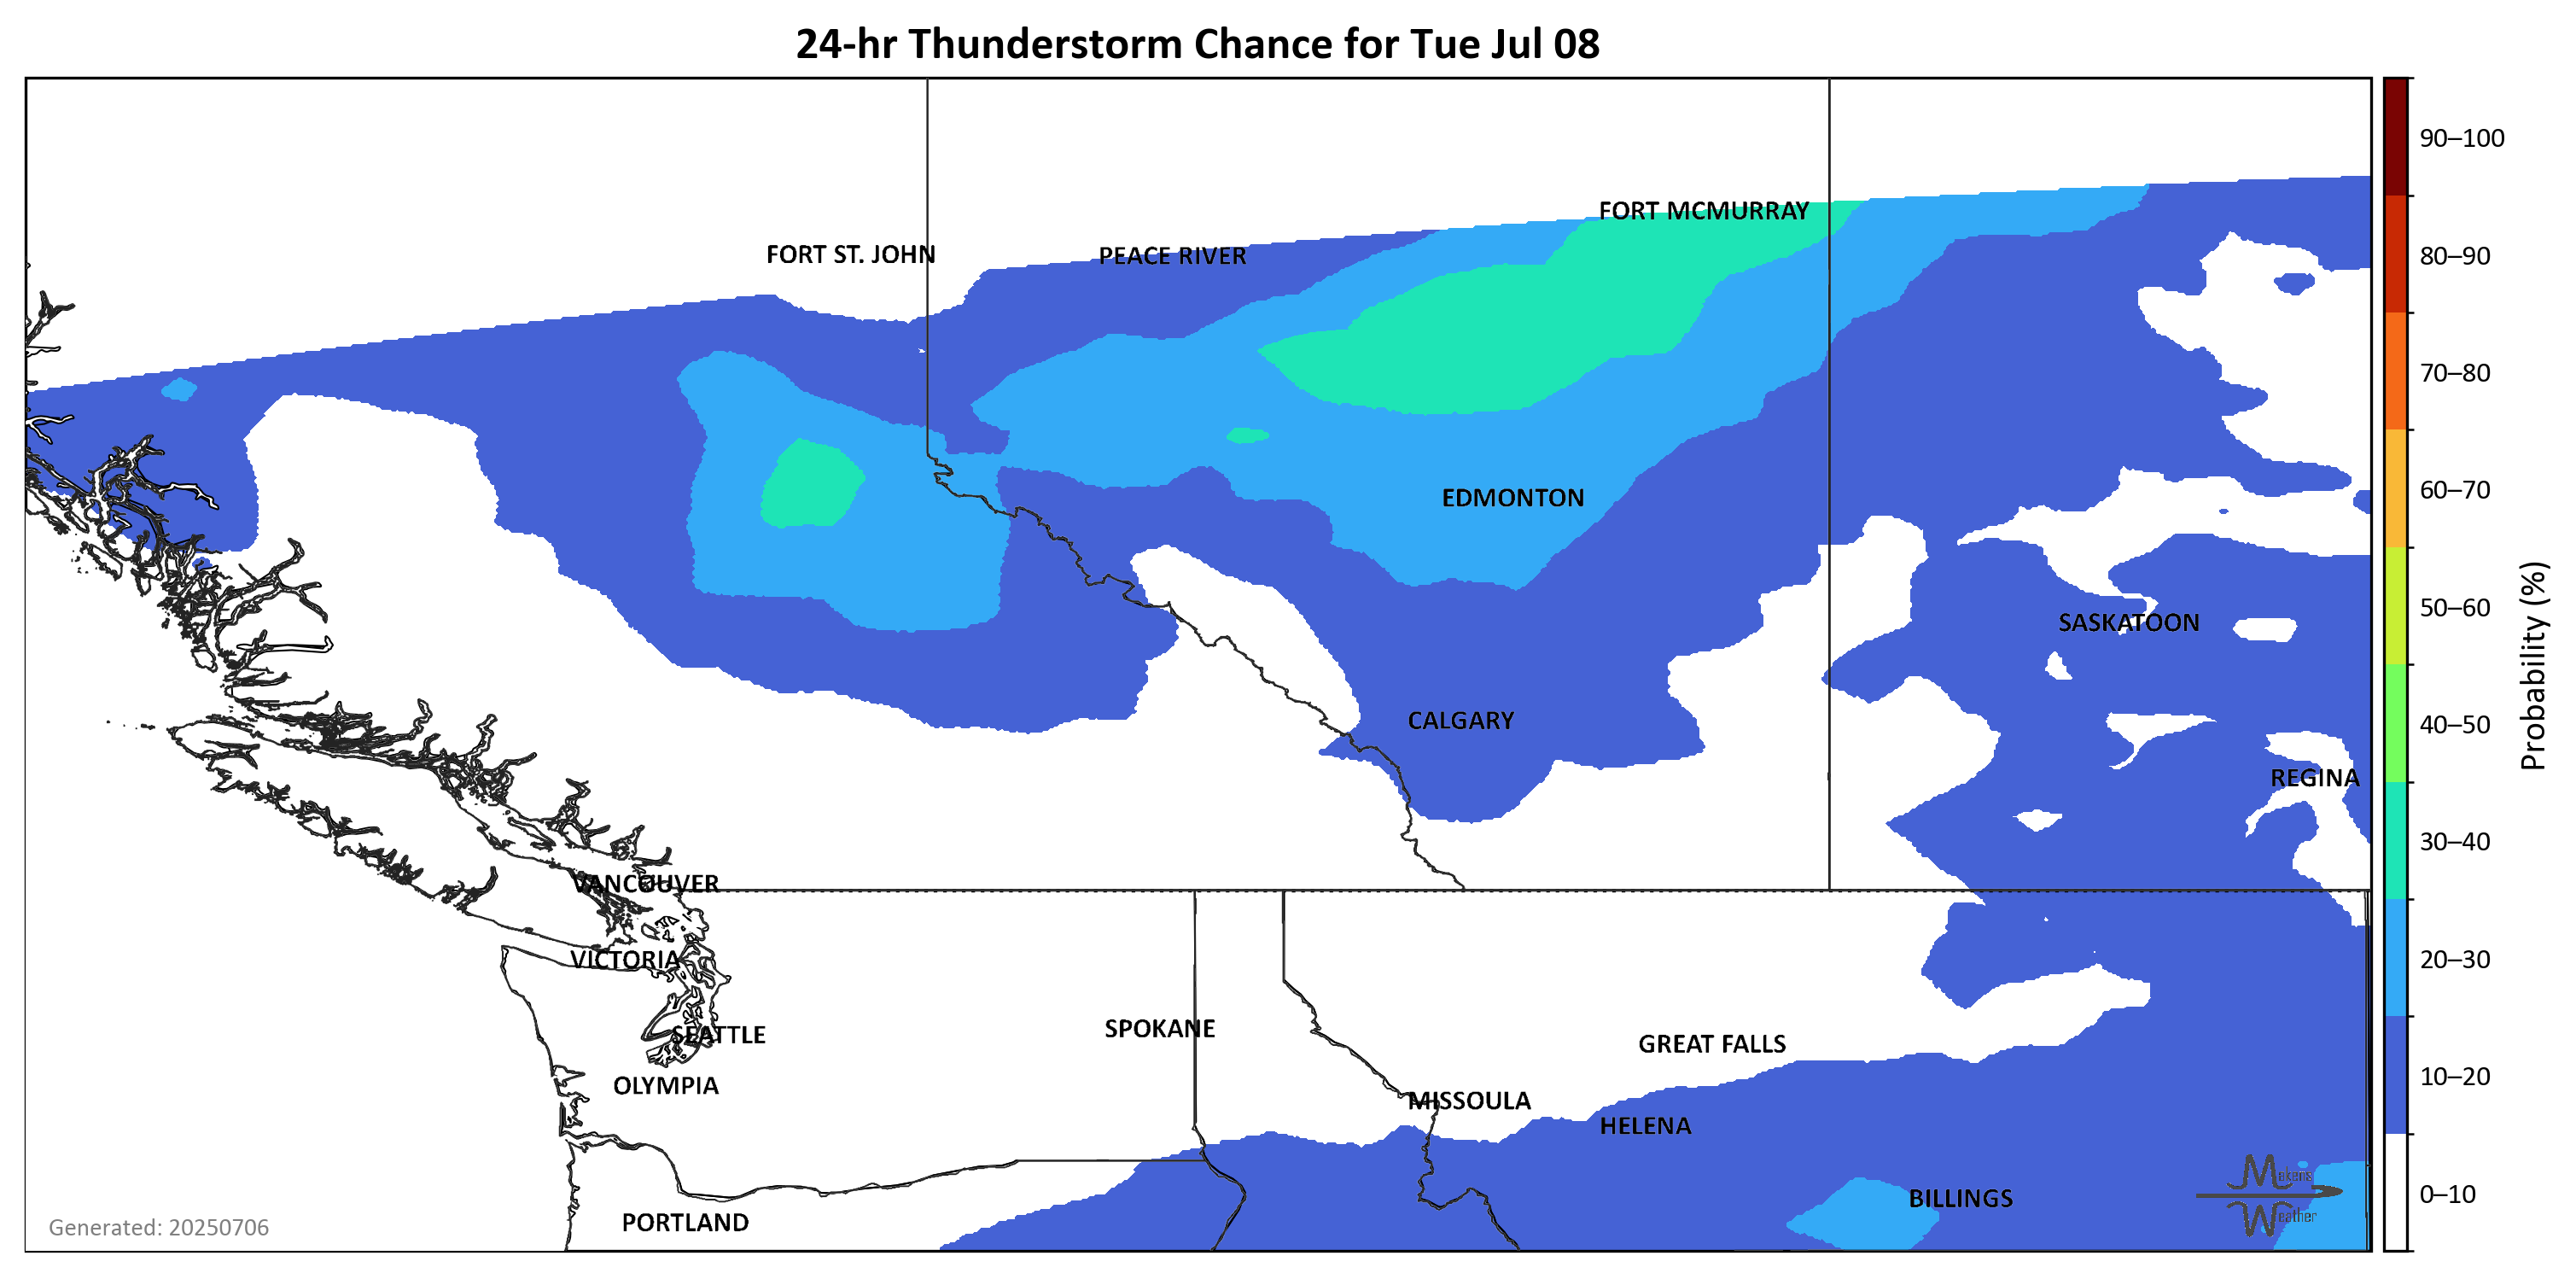 24-hr Thunderstorm Chance for Tue Jul 08
90–100
FORT MCMURRAY
FORT ST. JOHN
PEACE RIVER
80–90
70–80
60–70
EDMONTON
50–60
SASKATOON
Probability (%)
CALGARY
40–50
REGINA
30–40
VANCOUVER
VICTORIA
20–30
SPOKANE
SEATTLE
GREAT FALLS
OLYMPIA
10–20
MISSOULA
HELENA
Mekens
0–10
BILLINGS
Weather
PORTLAND
Generated: 20250706